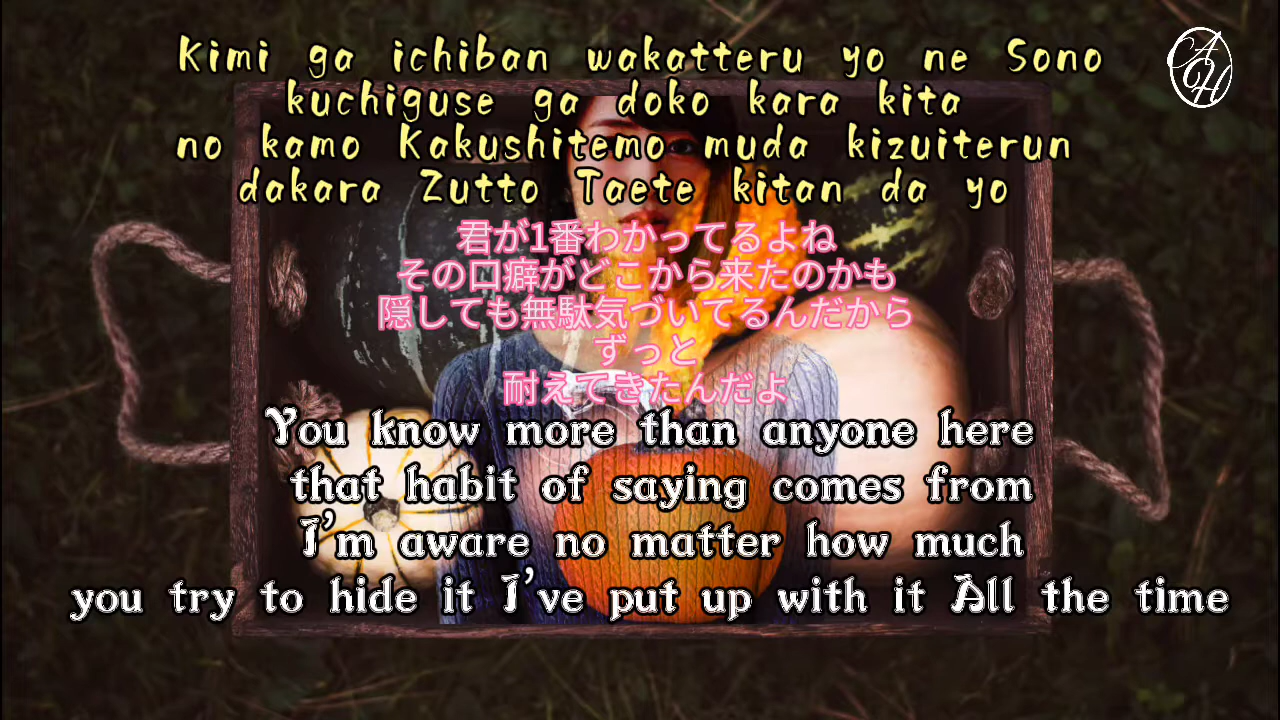 ACH
Kimi ga ichiban wakatteru yo ne Sono
kuchiguse ga doko kara kita
no kamo Kakushitemo muda kizuiterun
dakara Zutto Taete kitan da yo
君が1番わかってるよね
その口癖がどこから来たのかも
隠しても無駄気づいてるんだから
ずっと
耐えてきたんだよ
You know more than anyone here
that habit of saying comes from
I'm aware no matter how much
you try to hide it I've put up with it All the time